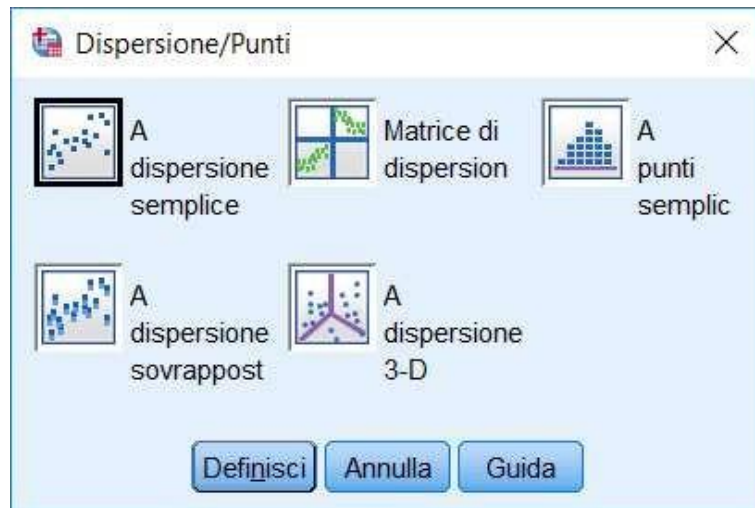 Dispersione/Punti
A
dispersione
semplice
Matrice di
dispersion
A
punti
semplic
A
dispersione
sovrappost
A
dispersione
3-D
Definisci
Annulla
Guida